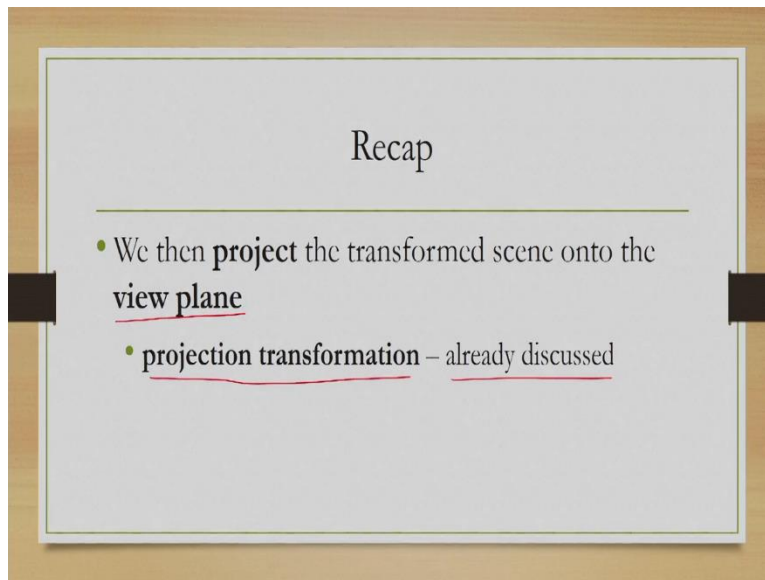 Recap
• We then project the transformed scene onto the
view plane
• projection transformation – already discussed